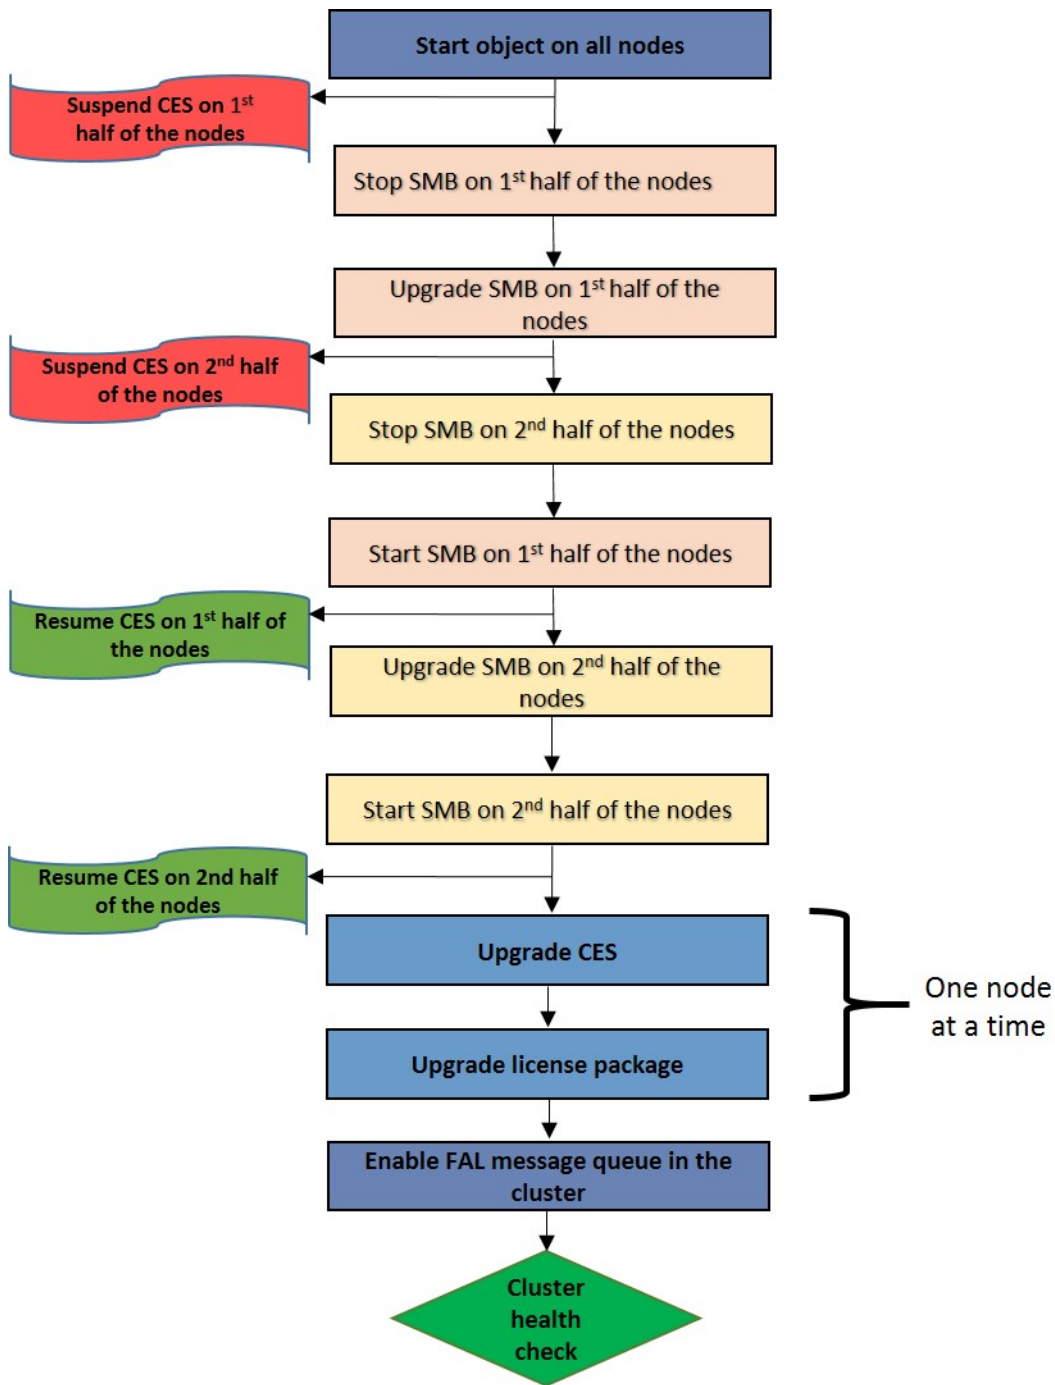 Start object on all nodes
Suspend CES on 1st
half of the nodes
Stop SMB on 1st half of the nodes
Upgrade SMB on 1st half of the
nodes
Suspend CES on 2nd half
of the nodes
Stop SMB on 2nd half of the nodes
Start SMB on 1st half of the nodes
Resume CES on 1st half of
the nodes
Upgrade SMB on 2nd half of the
nodes
Start SMB on 2nd half of the nodes
Resume CES on 2nd half
of the nodes
Upgrade CES
One node
at a time
Upgrade license package
Enable FAL message queue in the
cluster
Cluster
health
check